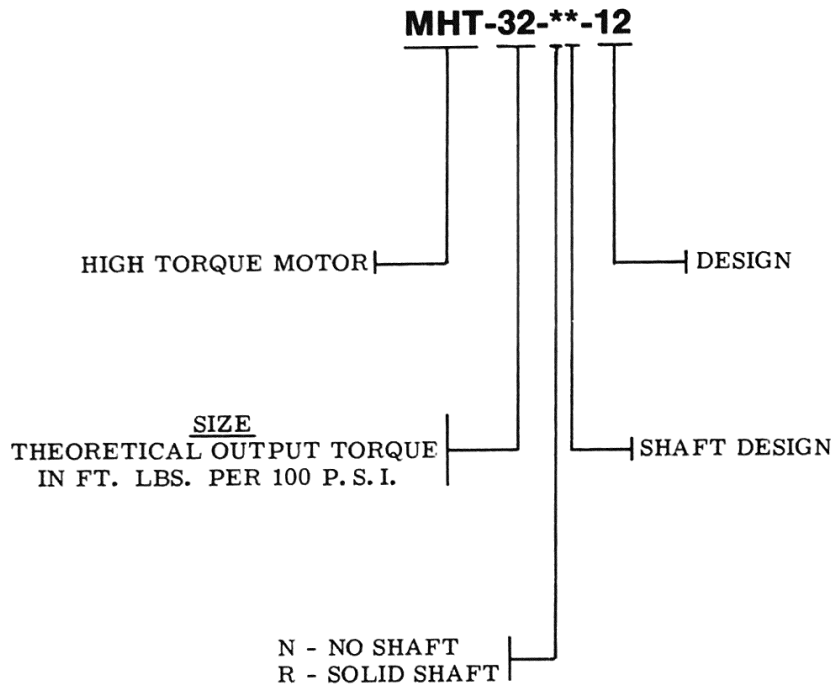 MHT-32-**-12
HIGH TORQUE MOTOR
DESIGN
SIZE
THEORETICAL OUTPUT TORQUE
IN FT. LBS. PER 100 P.S.I.
SHAFT DESIGN
N - NO SHAFT
R - SOLID SHAFT